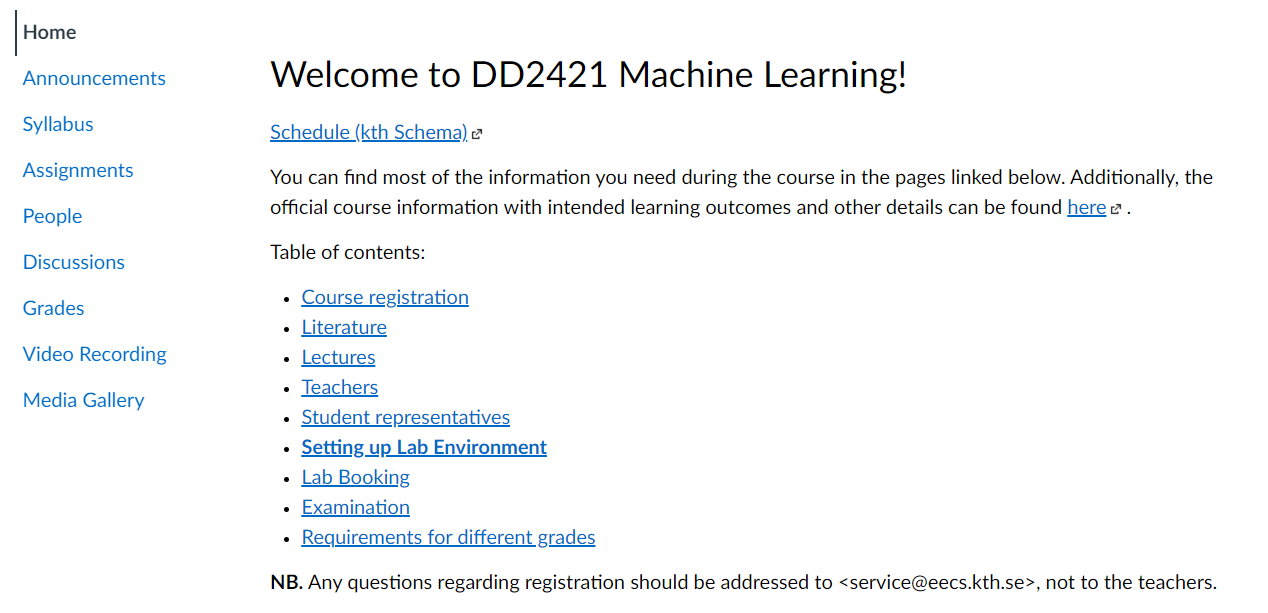 Home
Announcements
Syllabus
Assignments
People
Discussions
Grades
Video Recording
Media Gallery
Welcome to DD2421 Machine Learning!
Schedule (kth Schema)
You can find most of the information you need during the course in the pages linked below. Additionally, the
official course information with intended learning outcomes and other details can be found here .
Table of contents:
• Course registration
• Literature
• Lectures
• Teachers
• Student representatives
• Setting up Lab Environment
• Lab Booking
• Examination
• Requirements for different grades
NB. Any questions regarding registration should be addressed to <service@eecs.kth.se>, not to the teachers.